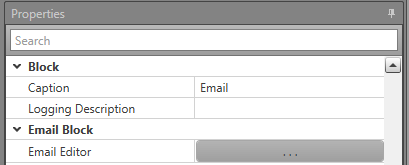 Properties
Search
Block
Caption Email
Logging Description
Email Block
Email Editor ...